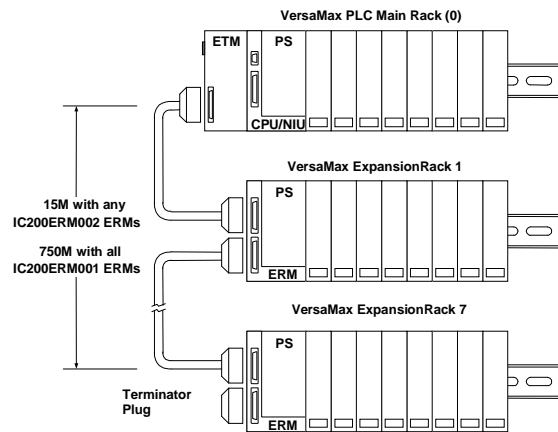 VersaMax PLC Main Rack (0)
ETM
PS
CPU/NIU
VersaMax ExpansionRack 1
PS
15M with any
IC200ERM002 ERMs
750M with all
IC200ERM001 ERMs
ERM
VersaMax ExpansionRack 7
PS
Terminator
Plug
ERM